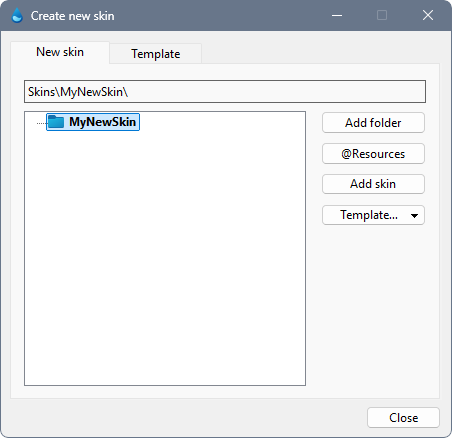 Create new skin
New skin
Template
Skins\MyNewSkin\
MyNewSkin
Add folder
@Resources
Add skin
Template...
Close